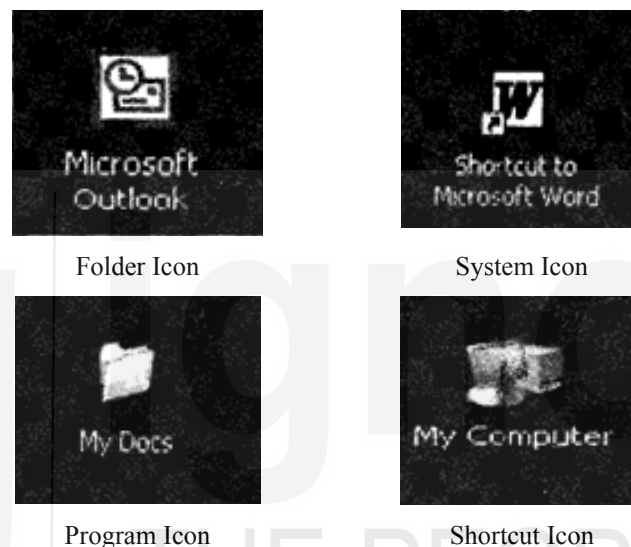 Microsoft
Outlook
Shortcut to
Microsoft Word
Folder Icon
System Icon
My Docs
My Computer
Program Icon
Shortcut Icon